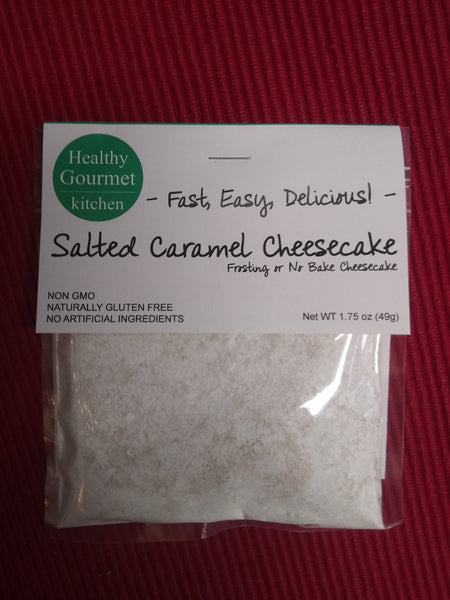 Healthy
Gourmet
kitchen
- Fast, Easy, Delicious! -
Salted Caramel Cheesecake
Frosting or No Bake Cheesecake
NON GMO
NATURALLY GLUTEN FREE
NO ARTIFICIAL INGREDIENTS
Net WT 1.75 oz (49g)